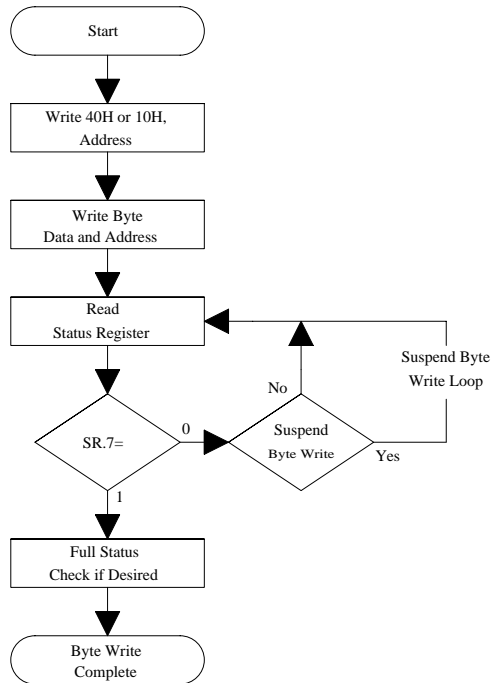 Start
Write 40H or 10H,
Address
Write Byte
Data and Address
Read
Status Register
Suspend Byte
Write Loop
No
SR.7=
0
Suspend
Byte Write
Yes
1
Full Status
Check if Desired
Byte Write
Complete